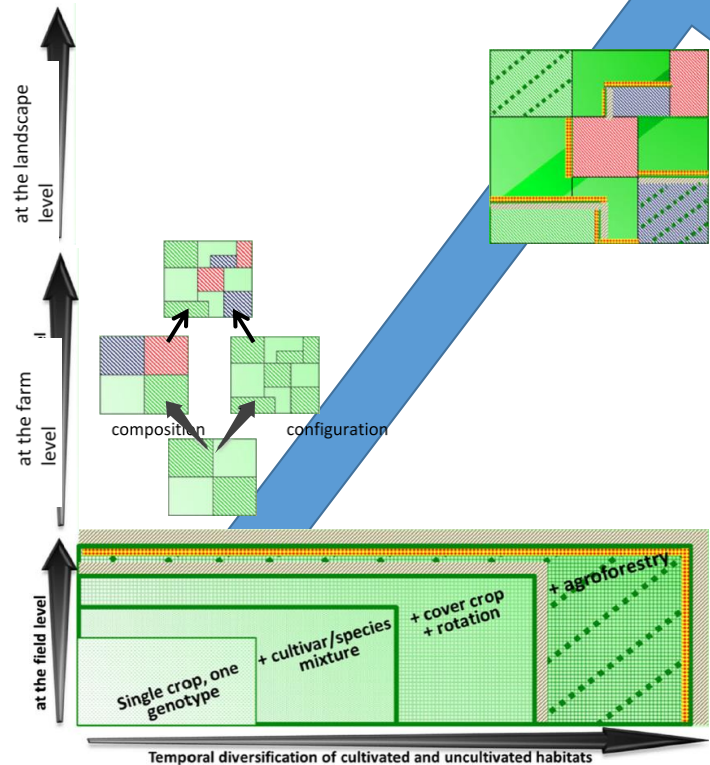 at the landscape
level
at the farm
level
composition
configuration
at the field level
+ agroforestry
+ cover crop
+ rotation
+ cultivar/species
mixture
Single crop, one
genotype
Temporal diversification of cultivated and uncultivated habitats